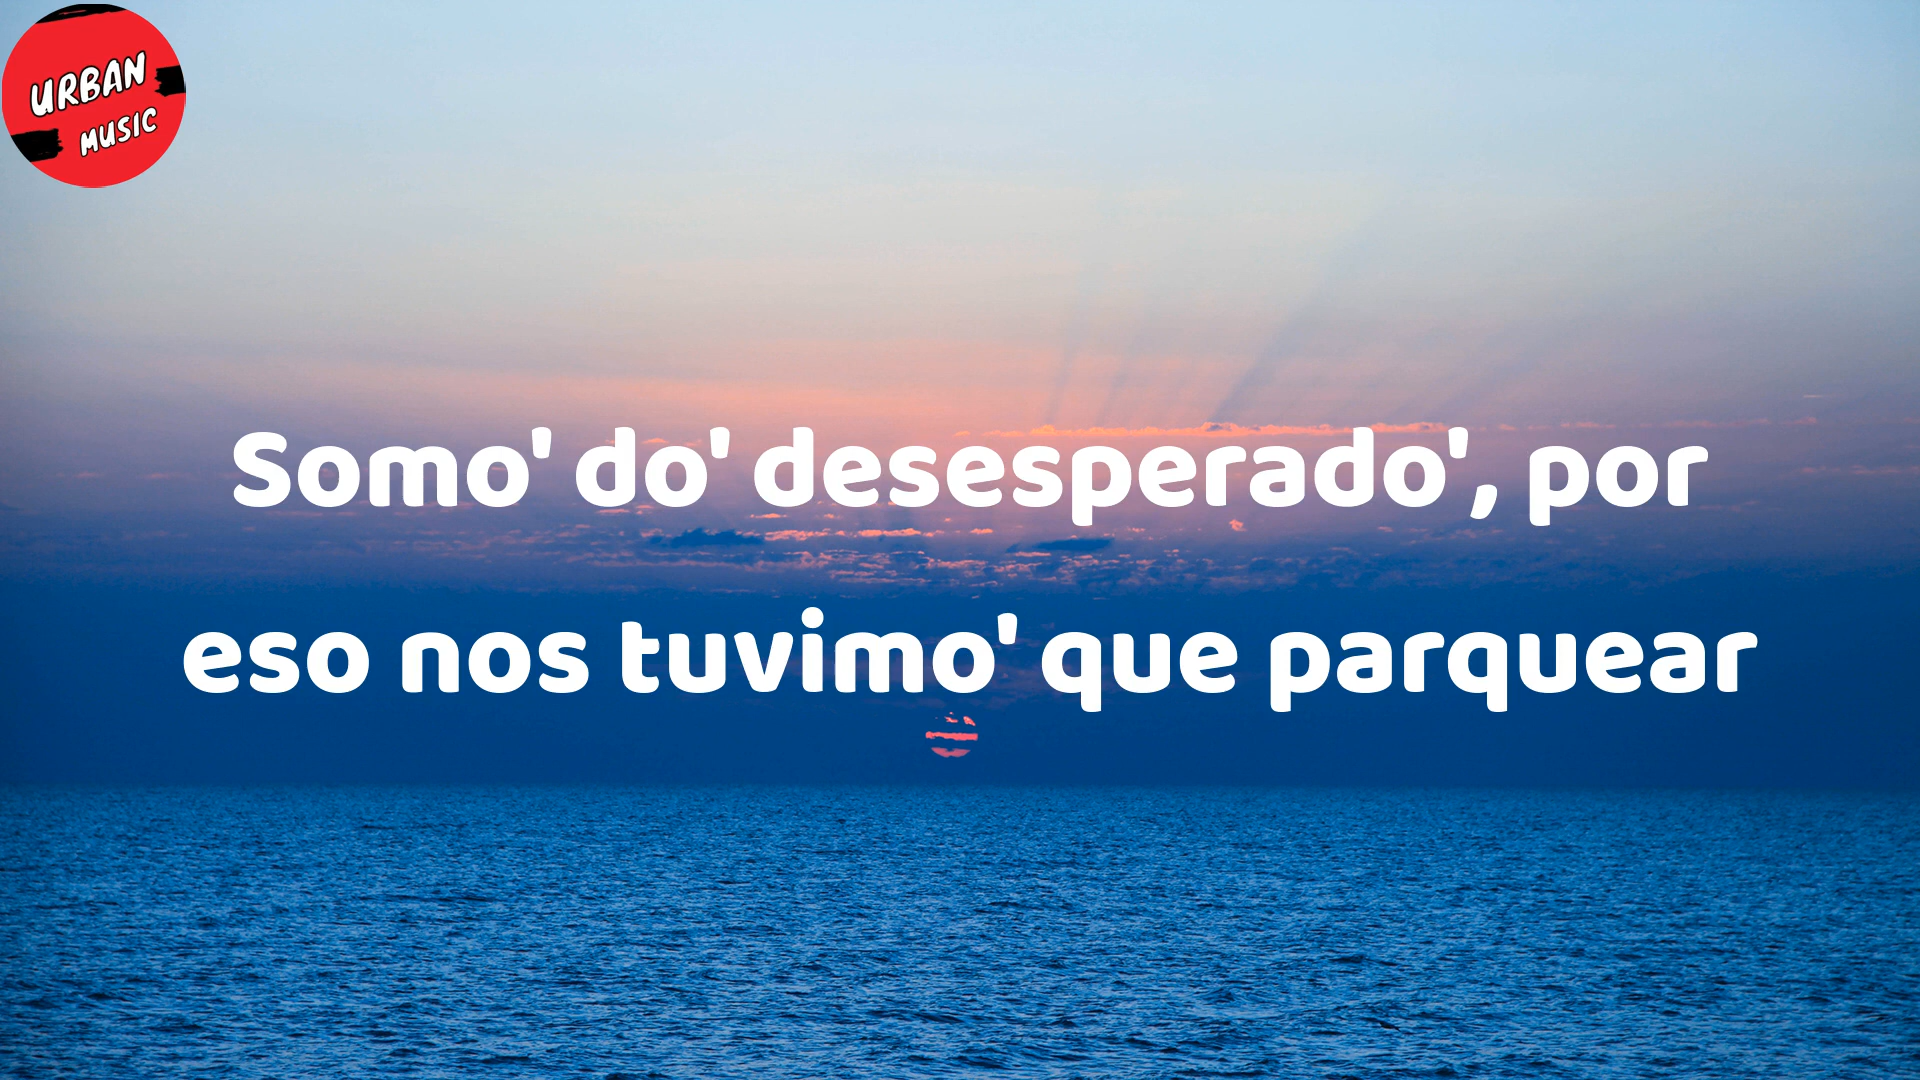 URBAN
MUSIC
Somo' do' desesperado', por
eso nos tuvimo' que parquear